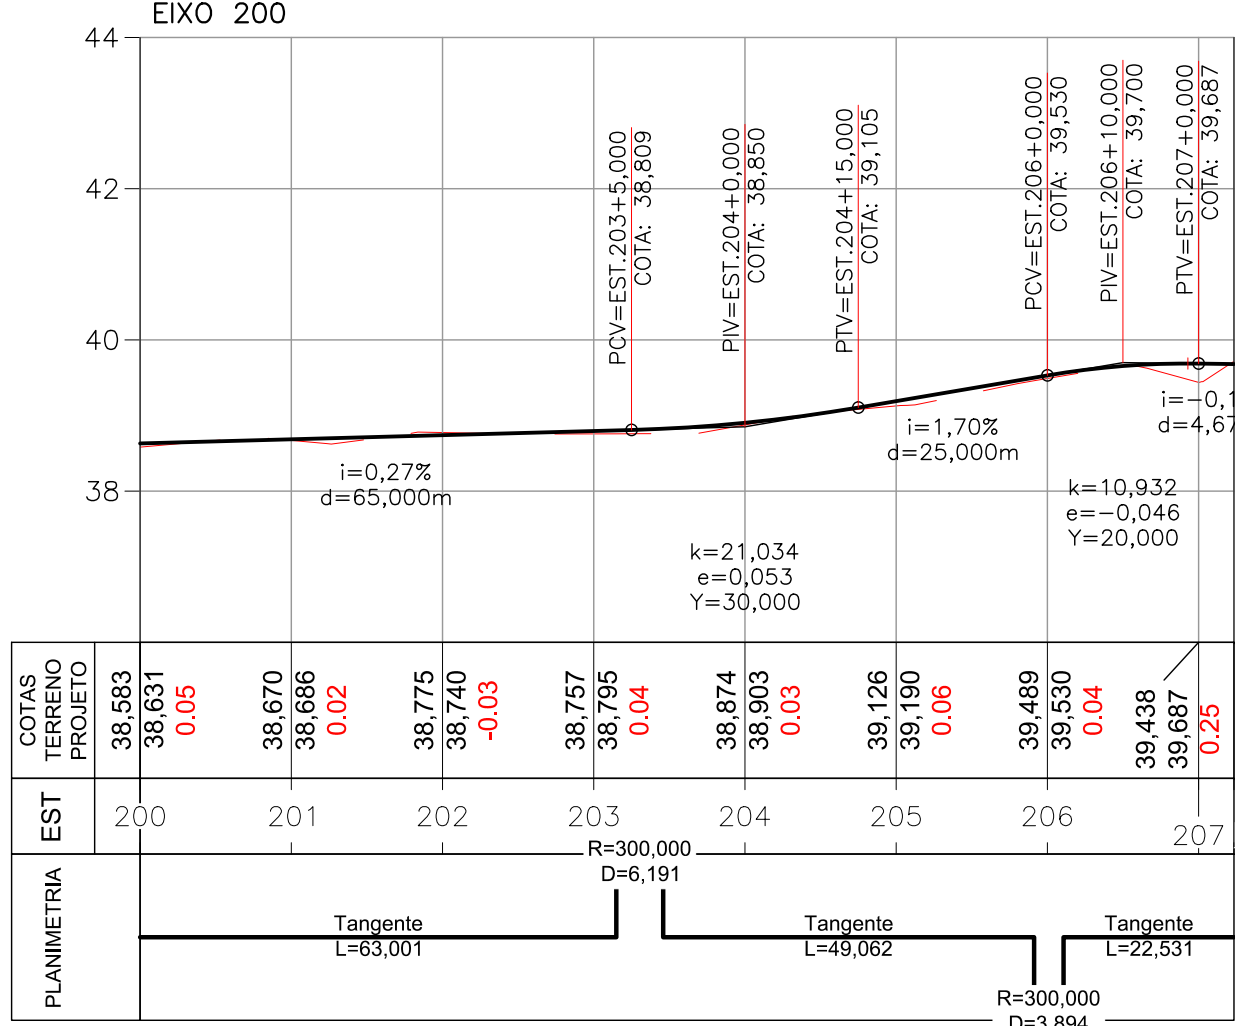 EIXO 200
44
42
40
38
PCV=EST.203+5,000
COTA: 38,809
PIV=EST.204+0,000
COTA: 38,850
PTV=EST.204+15,000
COTA: 39,105
PCV=EST.206+0,000
COTA: 39,530
PIV=EST.206+10,000
COTA: 39,700
PTV=EST.207+0,000
COTA: 39,687
i=0,27%
d=65,000m
i=1,70%
d=25,000m
i=-0,1
d=4,67
k=21,034
e=0,053
Y=30,000
k=10,932
e=-0,046
Y=20,000
COTAS
TERRENO
PROJETO
38,583
38,631
0.05
38,670
38,686
0.02
38,775
38,740
-0.03
38,757
38,795
0.04
38,874
38,903
0.03
39,126
39,190
0.06
39,489
39,530
0.04
39,438
39,687
0.25
EST
200
201
202
203
204
205
206
207
PLANIMETRIA
Tangente
L=63,001
R=300,000
D=6,191
Tangente
L=49,062
R=300,000
D=3,894
Tangente
L=22,531